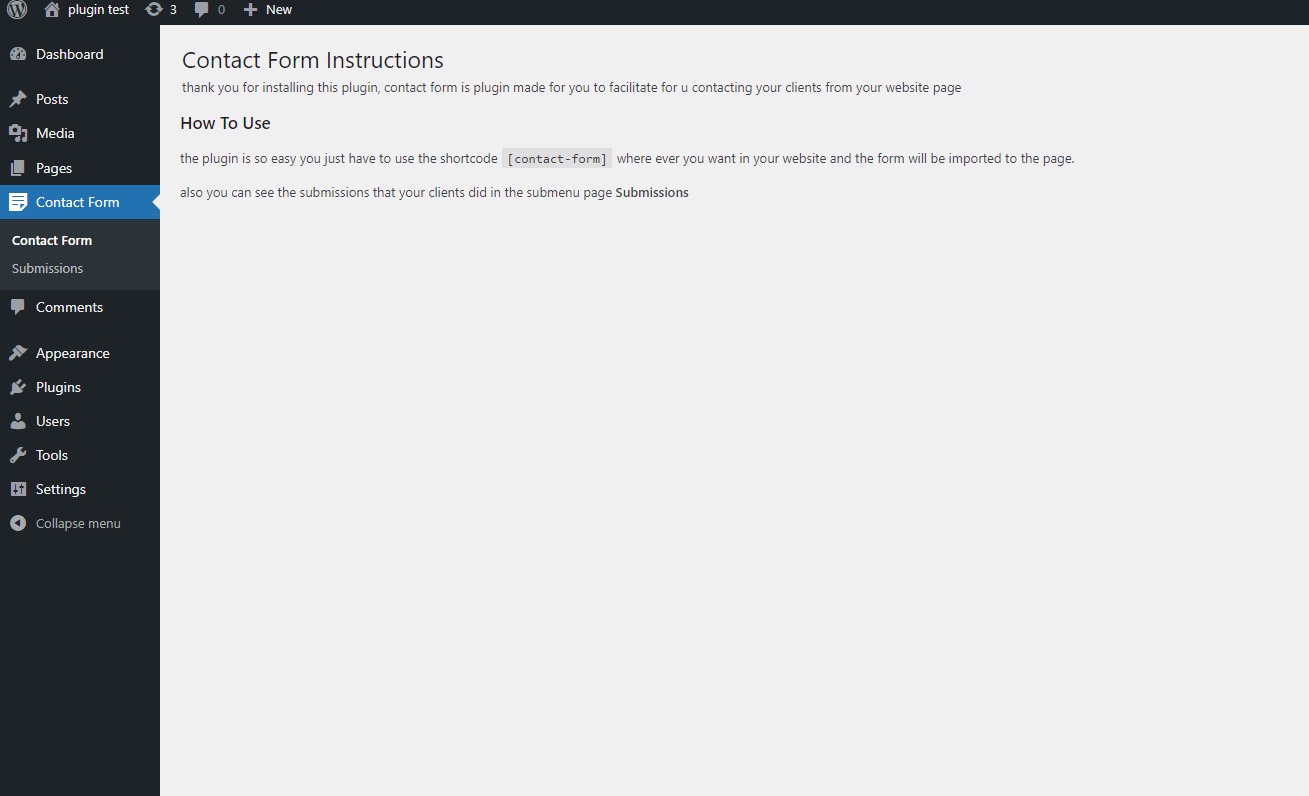 plugin test 3 0 New
Dashboard
Posts
Media
Pages
Contact Form
Contact Form
Submissions
Comments
Appearance
Plugins
Users
Tools
Settings
Collapse menu
Contact Form Instructions
thank you for installing this plugin, contact form is plugin made for you to facilitate for u contacting your clients from your website page
How To Use
the plugin is so easy you just have to use the shortcode [contact-form] where ever you want in your website and the form will be imported to the page.
also you can see the submissions that your clients did in the submenu page Submissions